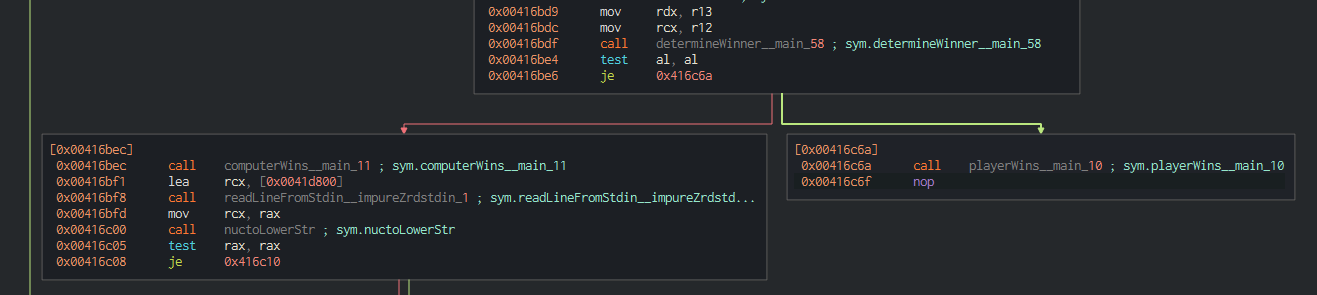 0x00416bd9 mov rdx, r13
0x00416bdc mov rcx, r12
0x00416bdf call determineWinner__main_58 ; sym.determineWinner__main_58
0x00416be4 test al, al
0x00416be6 je 0x416c6a
[0x00416bec]
0x00416bec call computerWins__main_11 ; sym.computerWins__main_11
0x00416bf1 lea rcx, [0x0041d800]
0x00416bf8 call readLineFromStdin__impureZrdstdin_1 ; sym.readLineFromStdin__impureZrdstd...
0x00416bfd mov rcx, rax
0x00416c00 call nuctoLowerStr ; sym.nuctoLowerStr
0x00416c05 test rax, rax
0x00416c08 je 0x416c10
[0x00416c6a]
0x00416c6a call playerWins__main_10 ; sym.playerWins__main_10
0x00416c6f nop